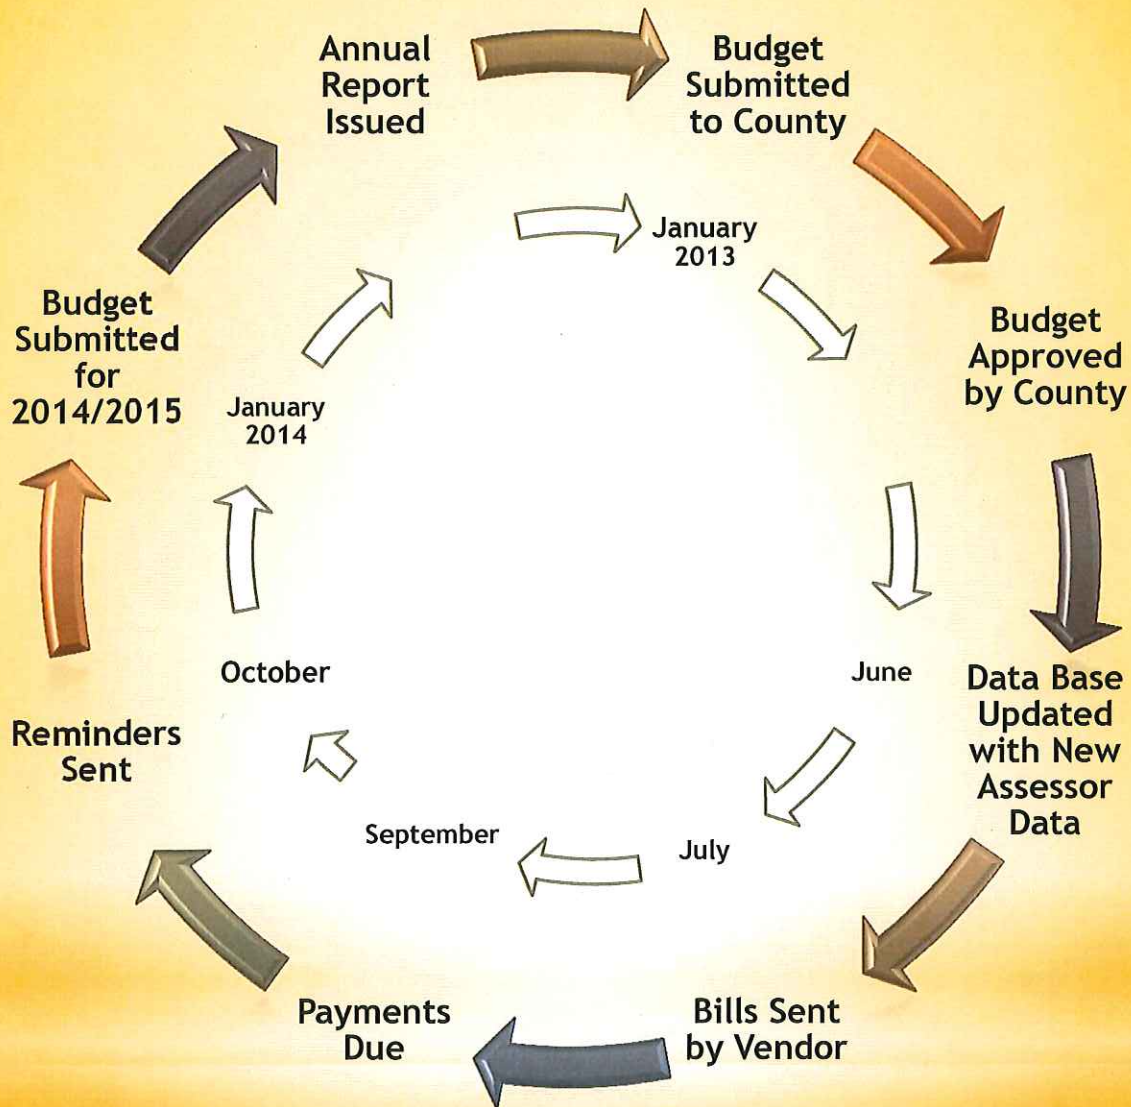 Annual
Report
Issued
Budget
Submitted
to County
Budget
Approved
by County
Data Base
Updated
with New
Assessor
Data
Bills Sent
by Vendor
Payments
Due
Reminders
Sent
Budget
Submitted
for
2014/2015
January
2013
June
July
September
October
January
2014